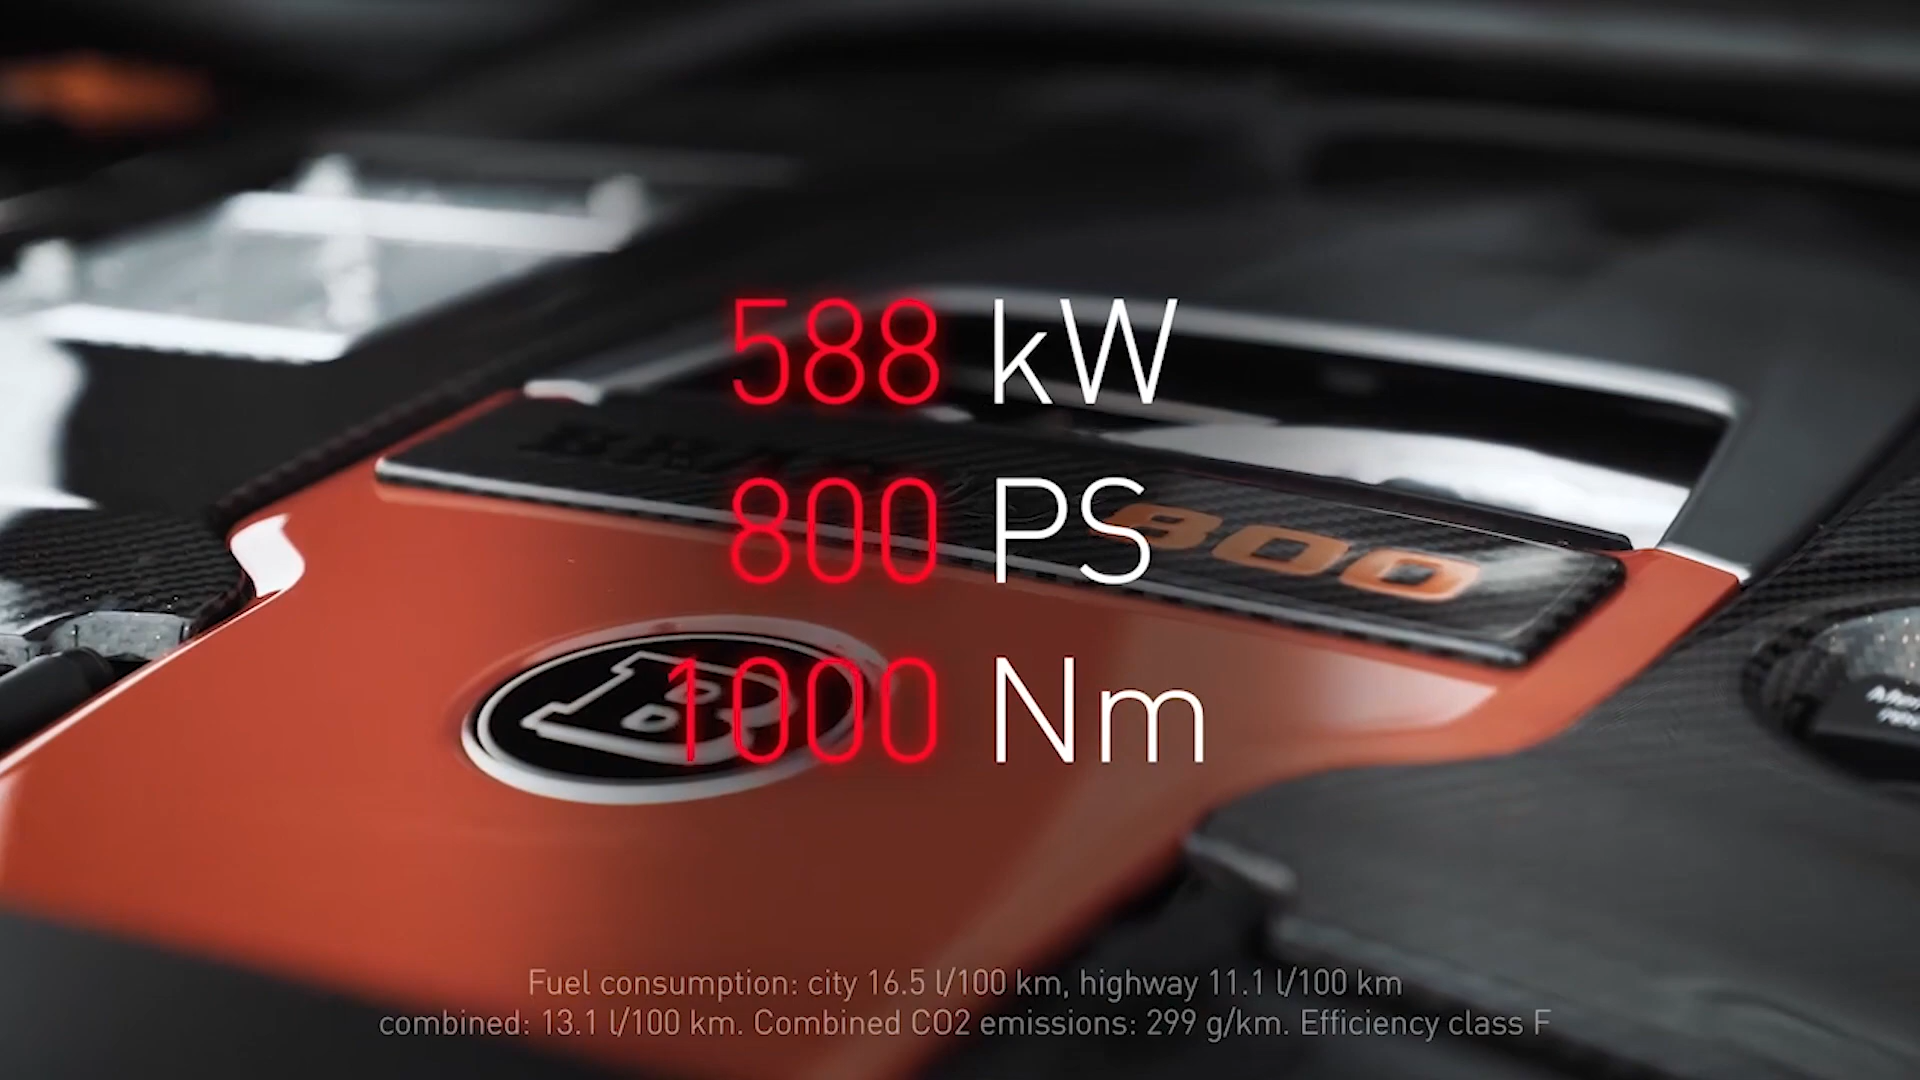 588 kW
800 PS
800
1000 Nm
B
Fuel consumption: city 16.5 l/100 km, highway 11.1 l/100 km
combined: 13.1 l/100 km. Combined CO2 emissions: 299 g/km. Efficiency class F